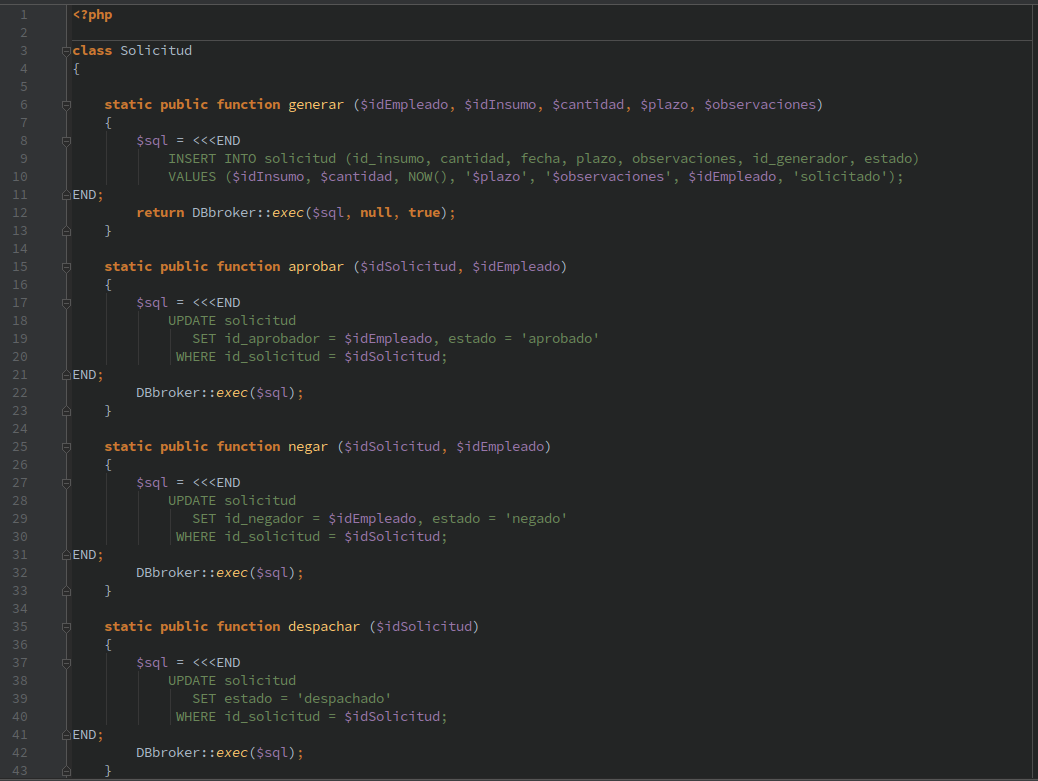 1 <?php
2
3 class Solicitud
4 {
5
6     static public function generar ($idEmpleado, $idInsumo, $cantidad, $plazo, $observaciones)
7     {
8         $sql = <<<END
9             INSERT INTO solicitud (id_insumo, cantidad, fecha, plazo, observaciones, id_generador, estado)
10             VALUES ($idInsumo, $cantidad, NOW(), '$plazo', '$observaciones', $idEmpleado, 'solicitado');
11 END;
12         return DBbroker::exec($sql, null, true);
13     }
14
15     static public function aprobar ($idSolicitud, $idEmpleado)
16     {
17         $sql = <<<END
18             UPDATE solicitud
19                SET id_aprobador = $idEmpleado, estado = 'aprobado'
20              WHERE id_solicitud = $idSolicitud;
21 END;
22         DBbroker::exec($sql);
23     }
24
25     static public function negar ($idSolicitud, $idEmpleado)
26     {
27         $sql = <<<END
28             UPDATE solicitud
29                SET id_negador = $idEmpleado, estado = 'negado'
30              WHERE id_solicitud = $idSolicitud;
31 END;
32         DBbroker::exec($sql);
33     }
34
35     static public function despachar ($idSolicitud)
36     {
37         $sql = <<<END
38             UPDATE solicitud
39                SET estado = 'despachado'
40              WHERE id_solicitud = $idSolicitud;
41 END;
42         DBbroker::exec($sql);
43     }